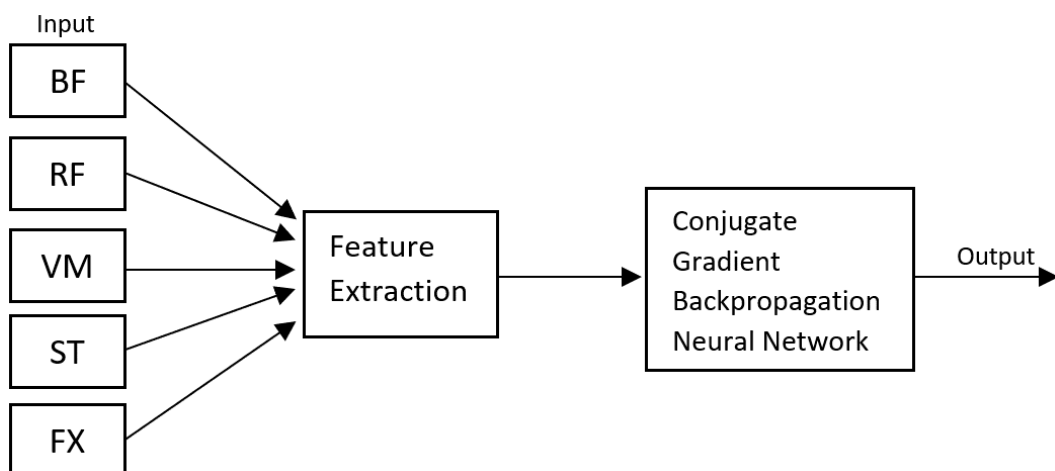 Input
BF
RF
VM
ST
FX
Feature
Extraction
Conjugate
Gradient
Backpropagation
Neural Network
Output